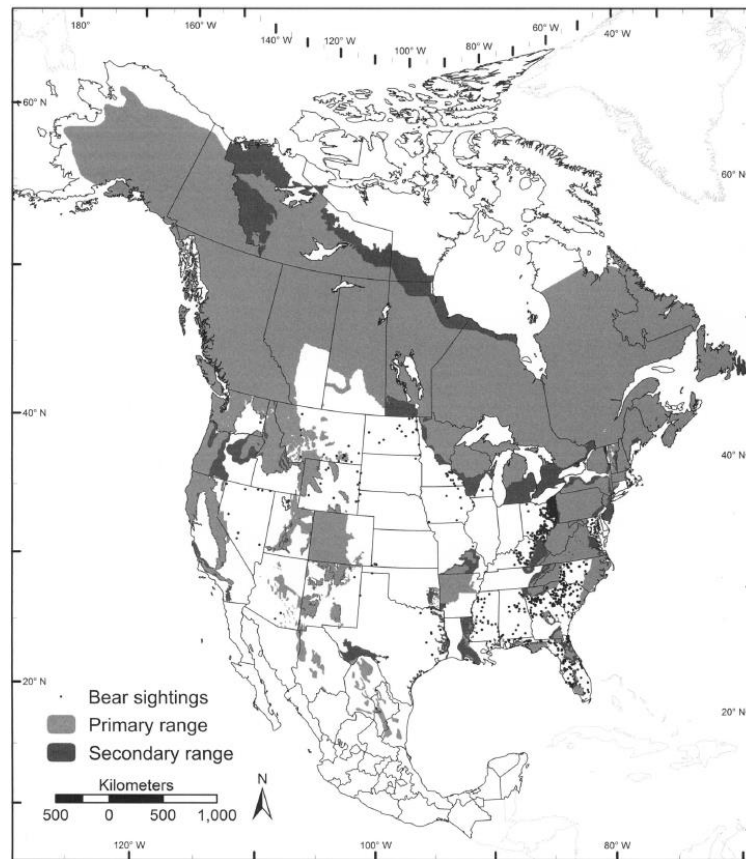 180° 160° W 140° W 120° W 100° W 80° W 60° W 40° W
60° N
60° N
40° N
40° N
20° N
20° N
Bear sightings
Primary range
Secondary range
Kilometers
500 0 500 1,000
N
120° W 100° W 80° W